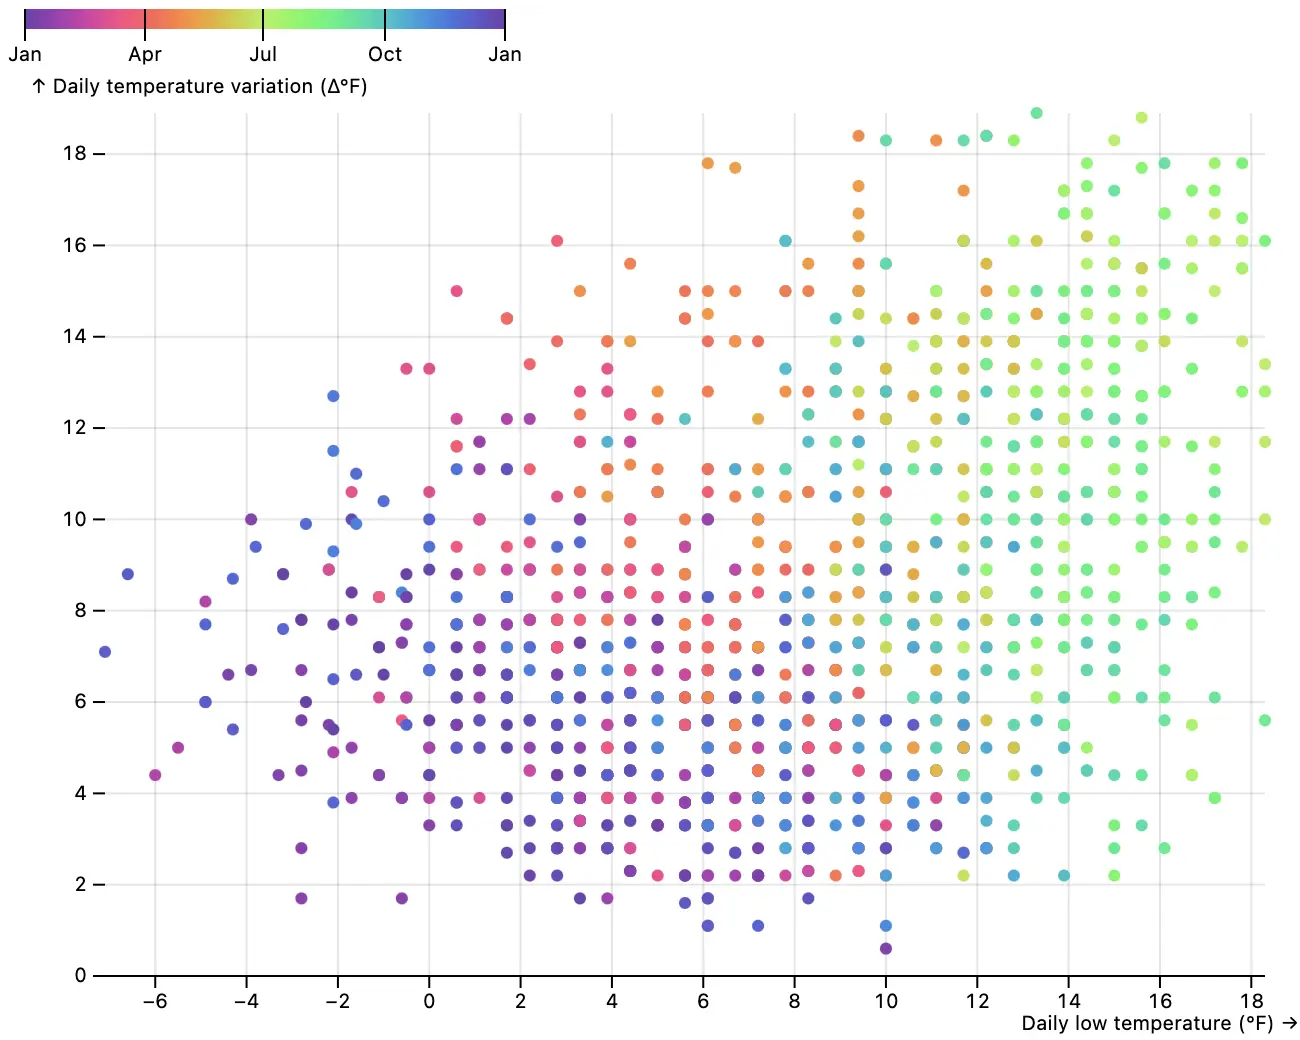 Jan Apr Jul Oct Jan
↑ Daily temperature variation (Δ°F)
18
16
14
12
10
8
6
4
2
0
−6 −4 −2 0 2 4 6 8 10 12 14 16 18
Daily low temperature (°F) →